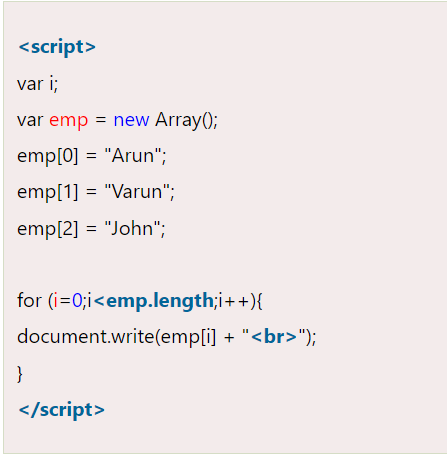 <script>
var i;
var emp = new Array();
emp[0] = "Arun";
emp[1] = "Varun";
emp[2] = "John";
for (i=0;i<emp.length;i++){
document.write(emp[i] + "<br>");
}
</script>